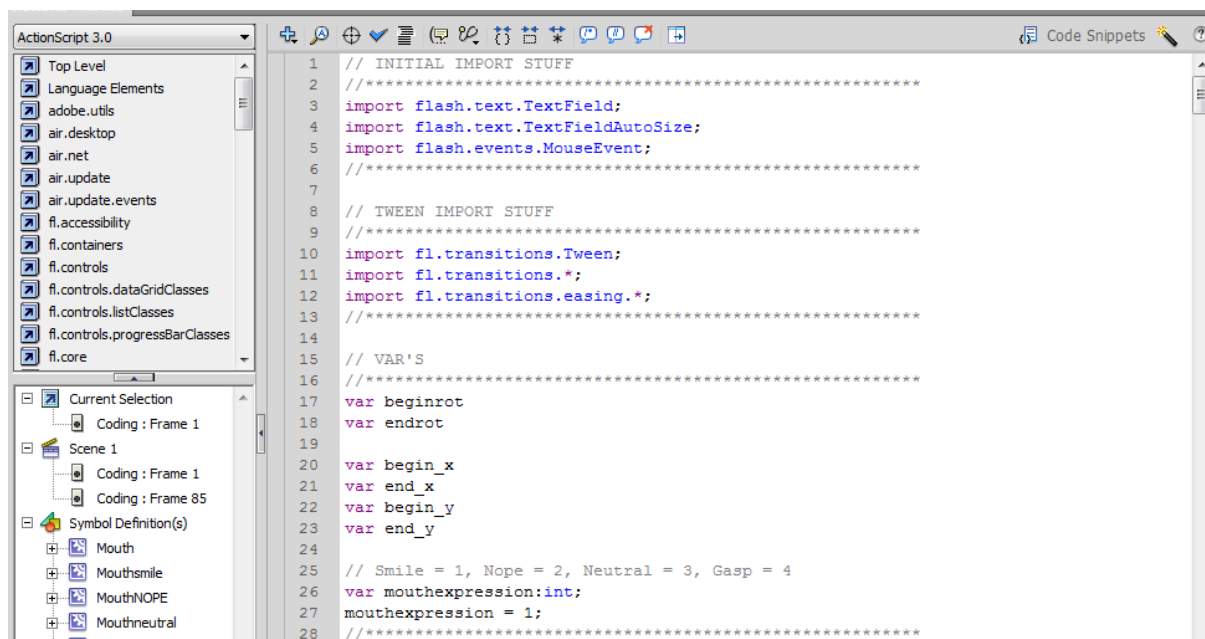 ActionScript 3.0
Code Snippets
Top Level
Language Elements
adobe.utils
air.desktop
air.net
air.update
air.update.events
fl.accessibility
fl.containers
fl.controls
fl.controls.dataGridClasses
fl.controls.listClasses
fl.controls.progressBarClasses
fl.core
Current Selection
Coding : Frame 1
Scene 1
Coding : Frame 1
Coding : Frame 85
Symbol Definition(s)
Mouth
Mouthsmile
MouthNOPE
Mouthneutral
1 // INITIAL IMPORT STUFF
2 //********************************************************
3 import flash.text.TextField;
4 import flash.text.TextFieldAutoSize;
5 import flash.events.MouseEvent;
6 //********************************************************
7
8 // TWEEN IMPORT STUFF
9 //********************************************************
10 import fl.transitions.Tween;
11 import fl.transitions.*;
12 import fl.transitions.easing.*;
13 //********************************************************
14
15 // VAR'S
16 //********************************************************
17 var beginrot
18 var endrot
19
20 var begin_x
21 var end_x
22 var begin_y
23 var end_y
24
25 // Smile = 1, Nope = 2, Neutral = 3, Gasp = 4
26 var mouthexpression:int;
27 mouthexpression = 1;
28 //********************************************************